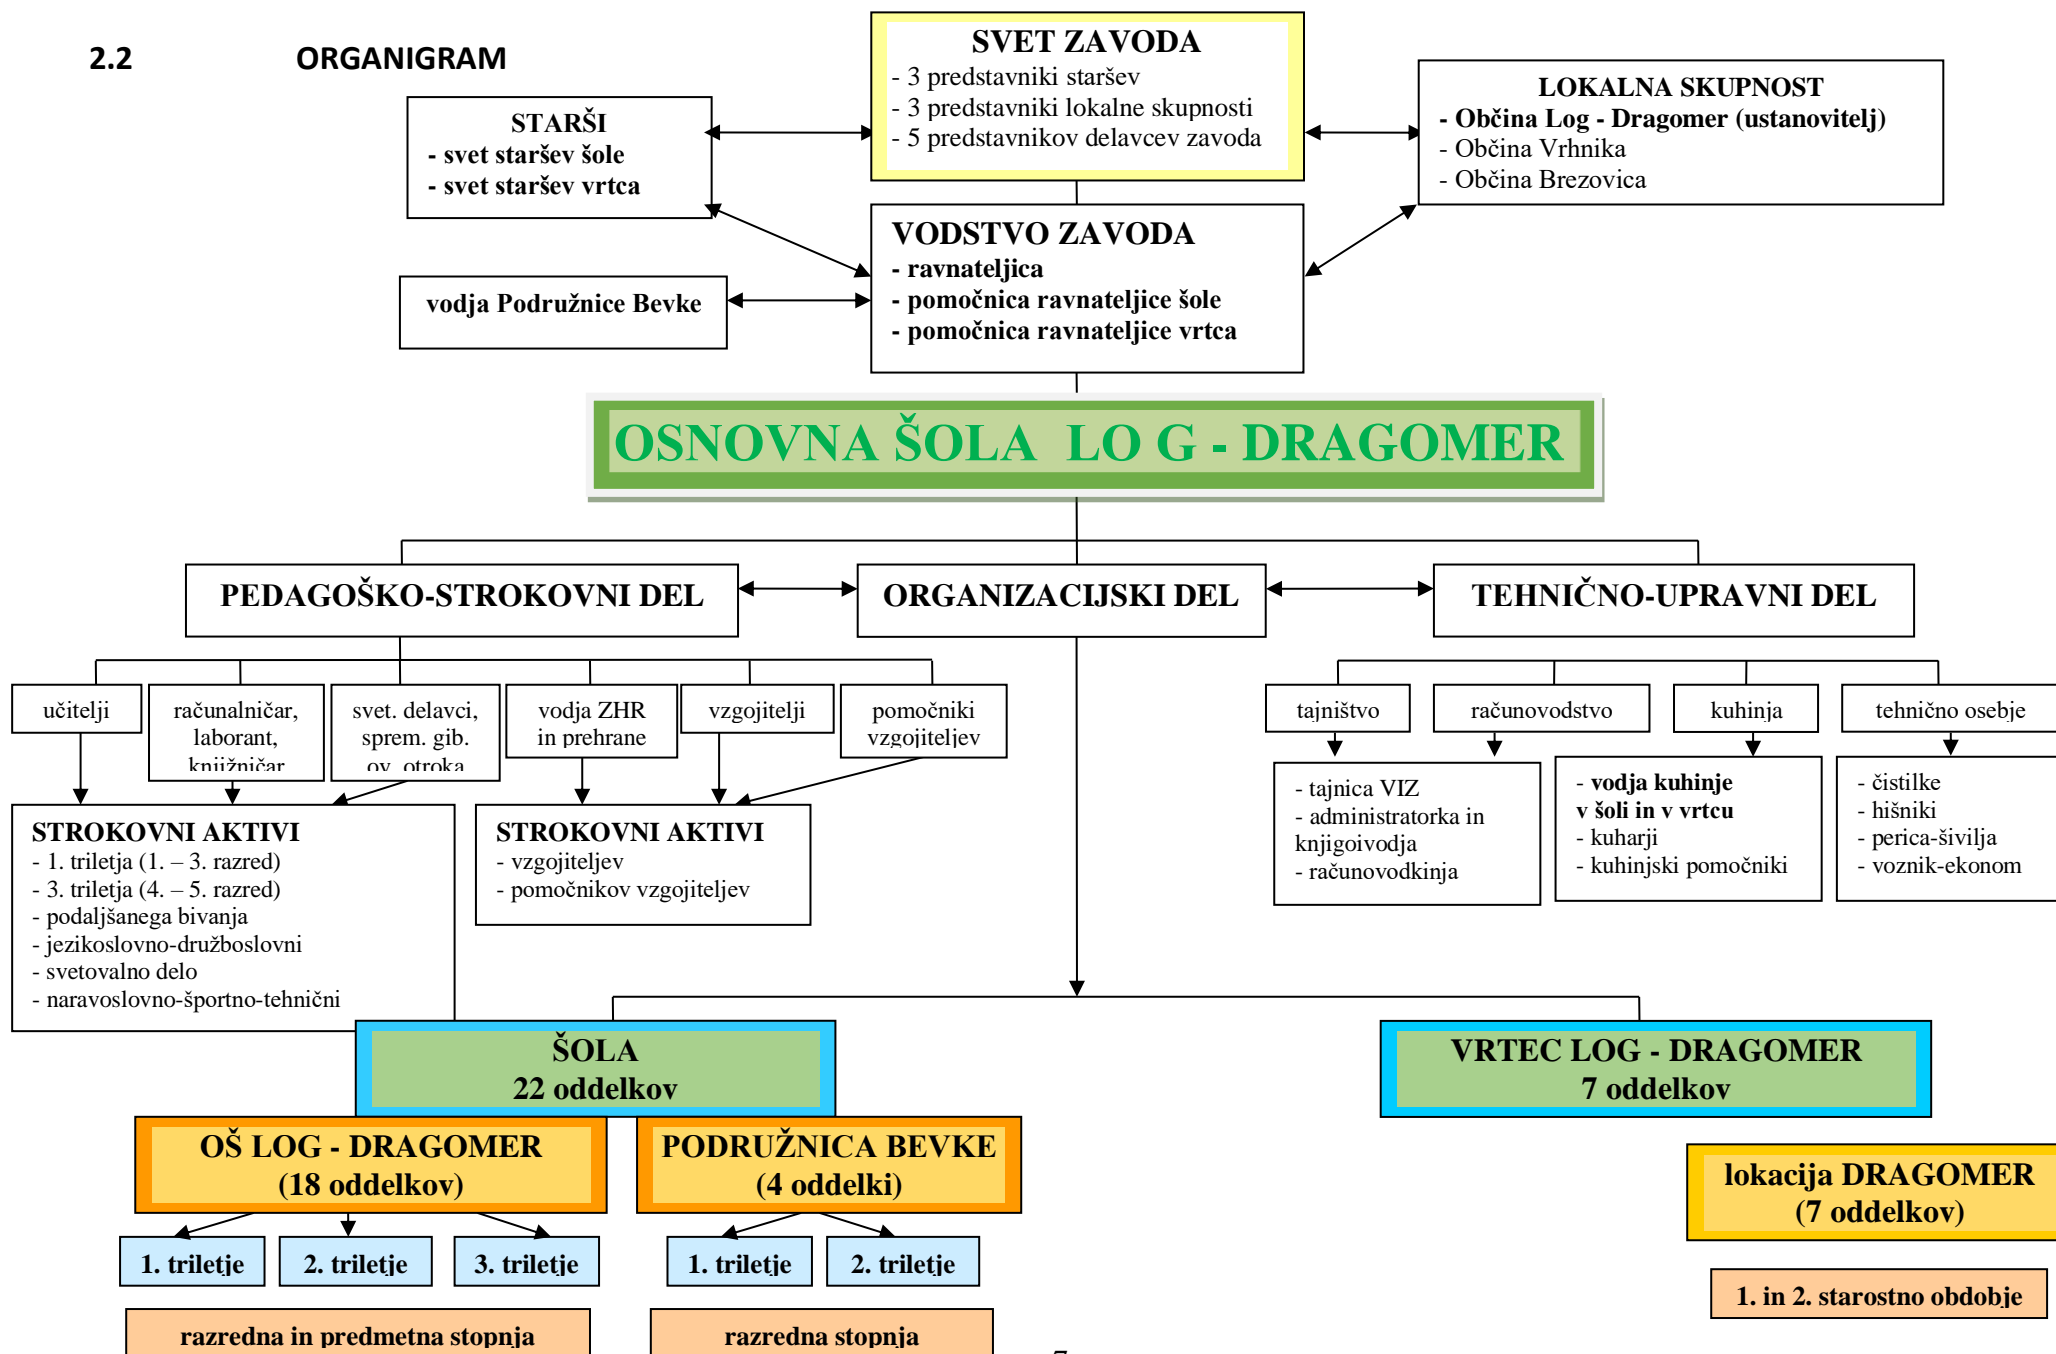 2.2 ORGANIGRAM
SVET ZAVODA
- 3 predstavniki staršev
- 3 predstavniki lokalne skupnosti
- 5 predstavnikov delavcev zavoda
STARŠI
- svet staršev šole
- svet staršev vrtca
LOKALNA SKUPNOST
- Občina Log - Dragomer (ustanovitelj)
- Občina Vrhnika
- Občina Brezovica
VODSTVO ZAVODA
- ravnateljica
- pomočnica ravnateljice šole
- pomočnica ravnateljice vrtca
vodja Podružnice Bevke
OSNOVNA ŠOLA LO G - DRAGOMER
PEDAGOŠKO-STROKOVNI DEL
ORGANIZACIJSKI DEL
TEHNIČNO-UPRAVNI DEL
učitelji
računalničar,
laborant,
knjižničar
svet. delavci,
sprem. gib.
ov. otroka
vodja ZHR
in prehrane
vzgojitelji
pomočniki
vzgojiteljev
tajništvo
računovodstvo
kuhinja
tehnično osebje
STROKOVNI AKTIVI
- 1. triletja (1. – 3. razred)
- 3. triletja (4. – 5. razred)
- podaljšanega bivanja
- jezikoslovno-družboslovni
- svetovalno delo
- naravoslovno-športno-tehnični
STROKOVNI AKTIVI
- vzgojiteljev
- pomočnikov vzgojiteljev
- tajnica VIZ
- administratorka in
knjigoivodja
- računovodkinja
- vodja kuhinje
v šoli in v vrtcu
- kuharji
- kuhinjski pomočniki
- čistilke
- hišniki
- perica-šivilja
- voznik-ekonom
ŠOLA
22 oddelkov
VRTEC LOG - DRAGOMER
7 oddelkov
OŠ LOG - DRAGOMER
(18 oddelkov)
PODRUŽNICA BEVKE
(4 oddelki)
lokacija DRAGOMER
(7 oddelkov)
1. triletje
2. triletje
3. triletje
1. triletje
2. triletje
1. in 2. starostno obdobje
razredna in predmetna stopnja
razredna stopnja